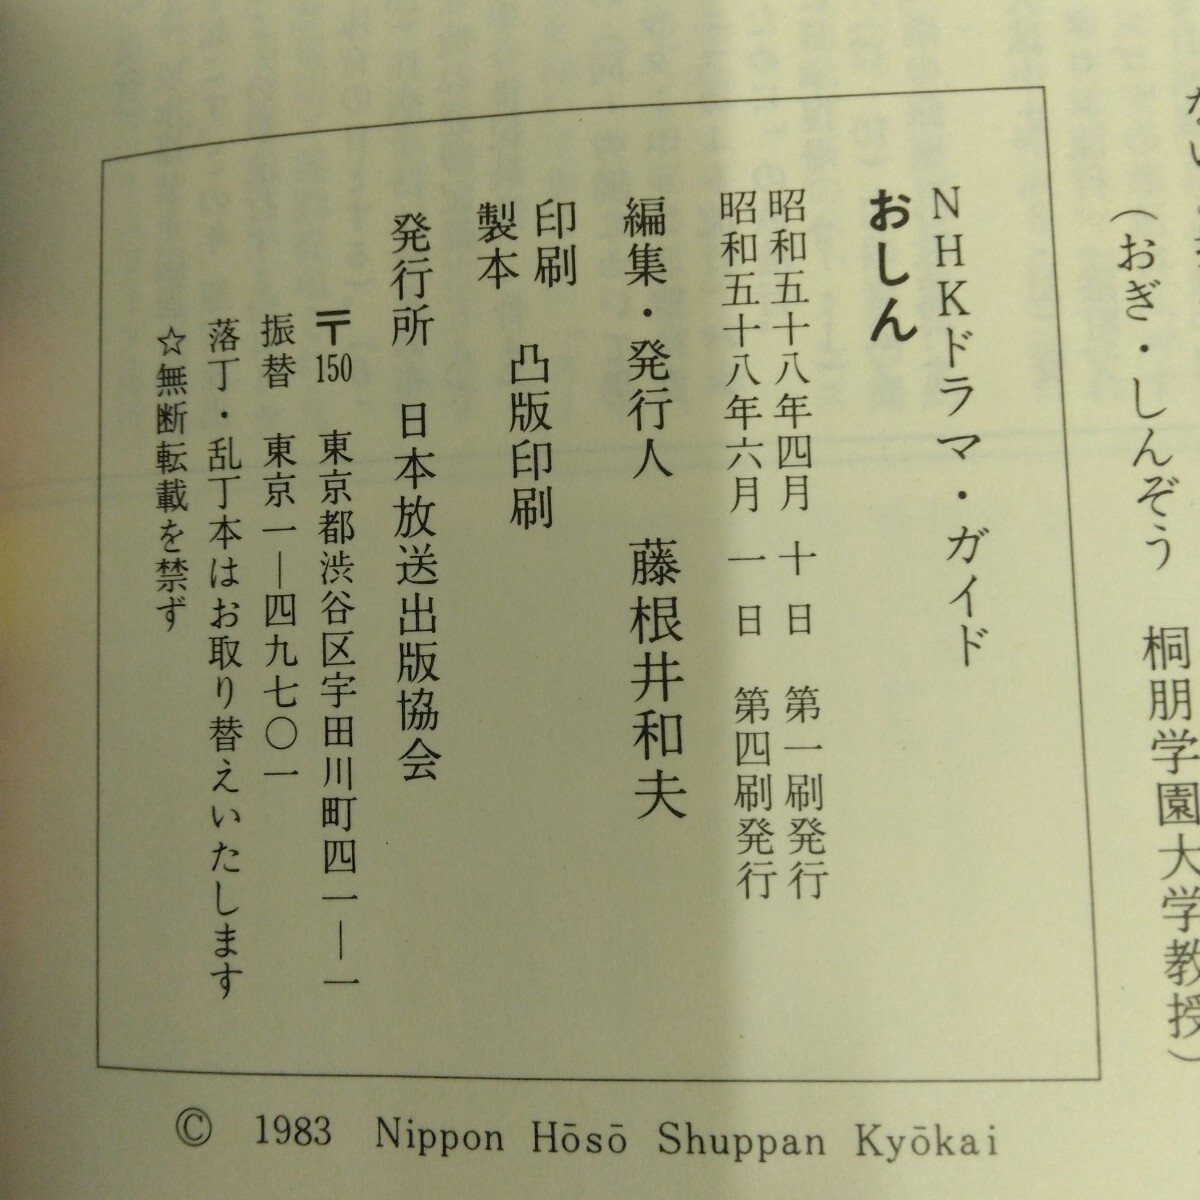 （おぎ・しんぞう　桐朋学園大学教授）
NHKドラマ・ガイド
おしん
昭和五十八年四月　十　日　第一刷発行
昭和五十八年六月　一　日　第四刷発行
編集・発行人　藤根井和夫
印刷
製本
凸版印刷
発行所　日本放送出版協会
〒150　東京都渋谷区宇田川町四一―一
振替　東京一―四九七〇一
落丁・乱丁本はお取り替えいたします
☆無断転載を禁ず
© 1983 Nippon Hōsō Shuppan Kyōkai